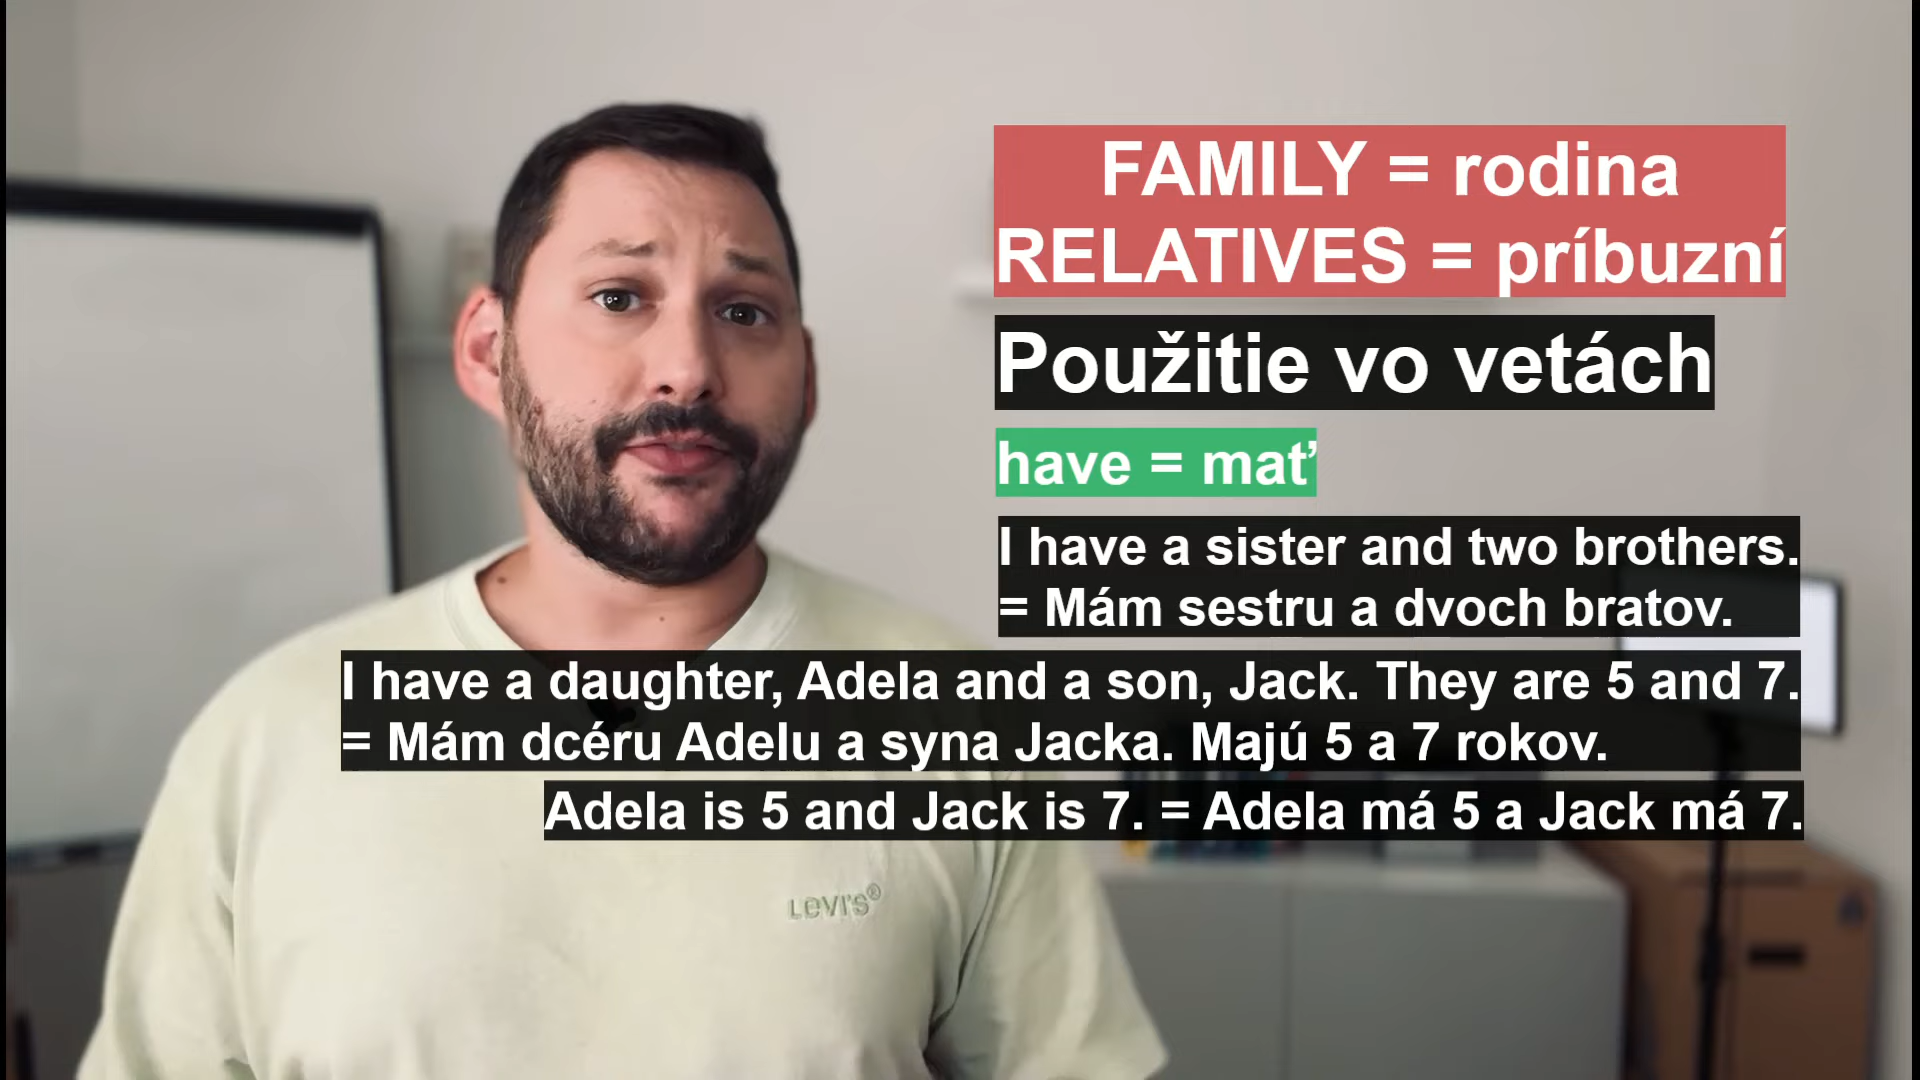 FAMILY = rodina
RELATIVES = príbuzní
Použitie vo vetách
have = mať
I have a sister and two brothers.
= Mám sestru a dvoch bratov.
I have a daughter, Adela and a son, Jack. They are 5 and 7.
= Mám dcéru Adelu a syna Jacka. Majú 5 a 7 rokov.
Adela is 5 and Jack is 7. = Adela má 5 a Jack má 7.
LEVI'S®